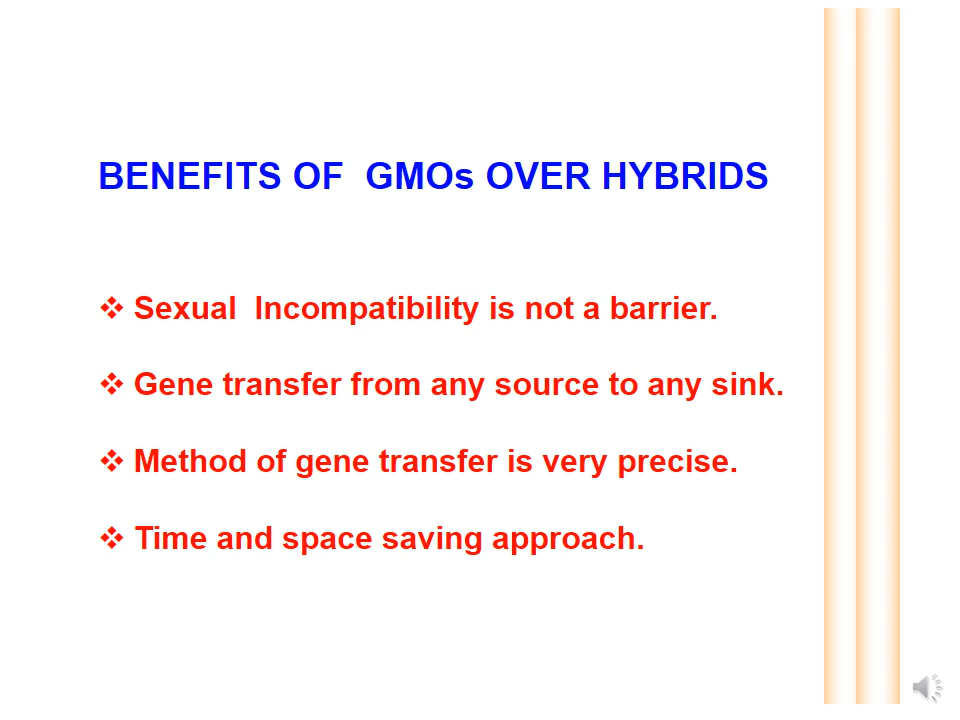 BENEFITS OF  GMOs OVER HYBRIDS
❖ Sexual  Incompatibility is not a barrier.
❖ Gene transfer from any source to any sink.
❖ Method of gene transfer is very precise.
❖ Time and space saving approach.